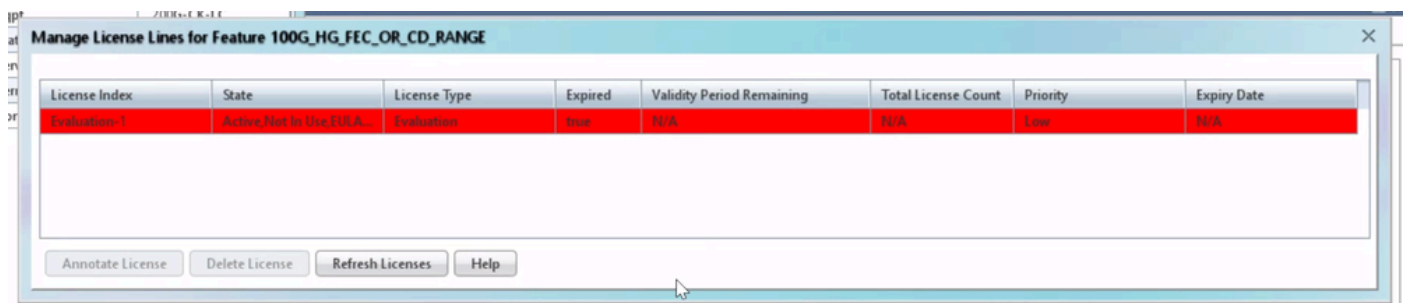 Manage License Lines for Feature 100G_HG_FEC_OR_CD_RANGE
License Index State License Type Expired Validity Period Remaining Total License Count Priority Expiry Date
Evaluation-1 Active,Not In Use,EULA... Evaluation true N/A N/A Low N/A
Annotate License Delete License Refresh Licenses Help